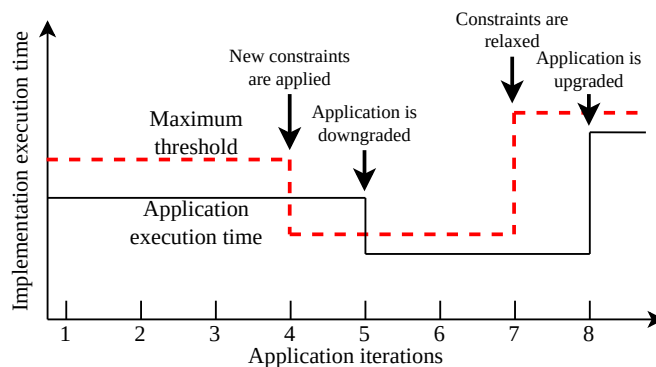 Constraints are
relaxed
New constraints
are applied
Application is
upgraded
Application is
downgraded
Maximum
threshold
Application
execution time
Implementation execution time
1 2 3 4 5 6 7 8
Application iterations